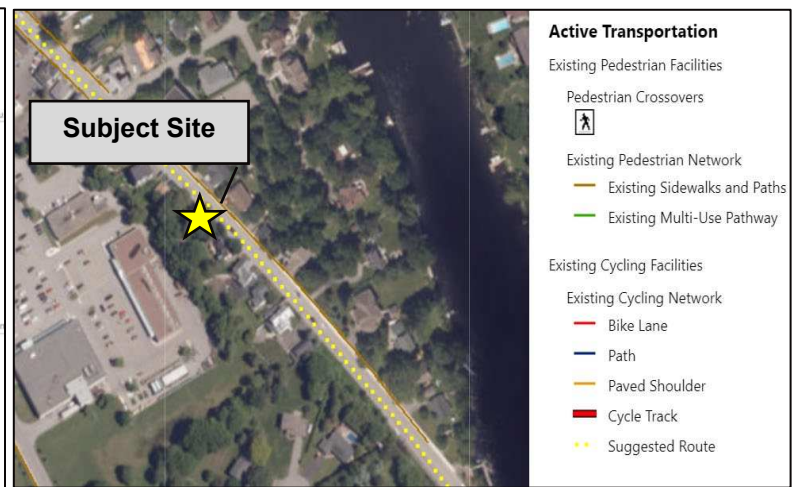 Subject Site
Active Transportation
Existing Pedestrian Facilities
Pedestrian Crossovers
Existing Pedestrian Network
Existing Sidewalks and Paths
Existing Multi-Use Pathway
Existing Cycling Facilities
Existing Cycling Network
Bike Lane
Path
Paved Shoulder
Cycle Track
Suggested Route